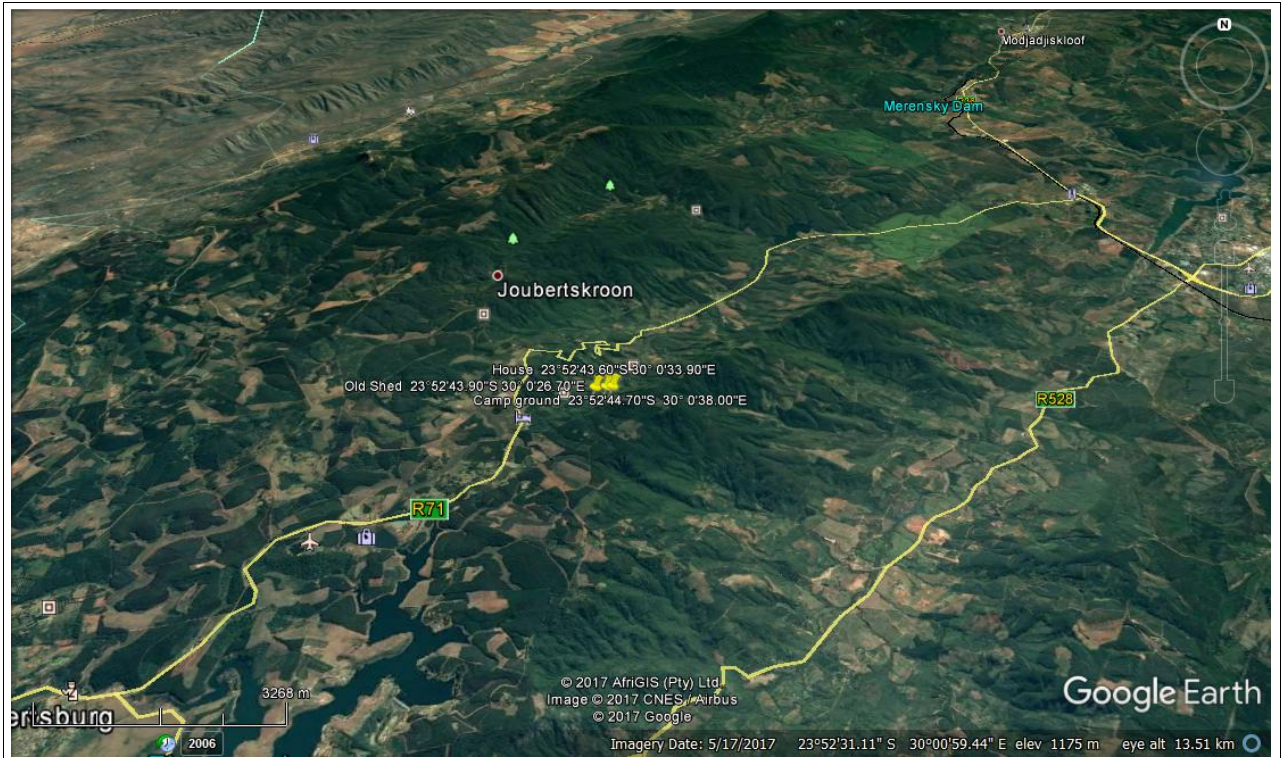 N
Modjadjiskloof
Merensky Dam
Joubertskroon
House 23°52'43.60"S 30° 0'33.90"E
Old Shed 23°52'43.90"S 30° 0'26.70"E
Camp ground 23°52'44.70"S 30° 0'38.00"E
R528
R71
3268 m
ertsburg
2006
© 2017 AfriGIS (Pty) Ltd.
Image © 2017 CNES / Airbus
© 2017 Google
Google Earth
Imagery Date: 5/17/2017 23°52'31.11" S 30°00'59.44" E elev 1175 m eye alt 13.51 km